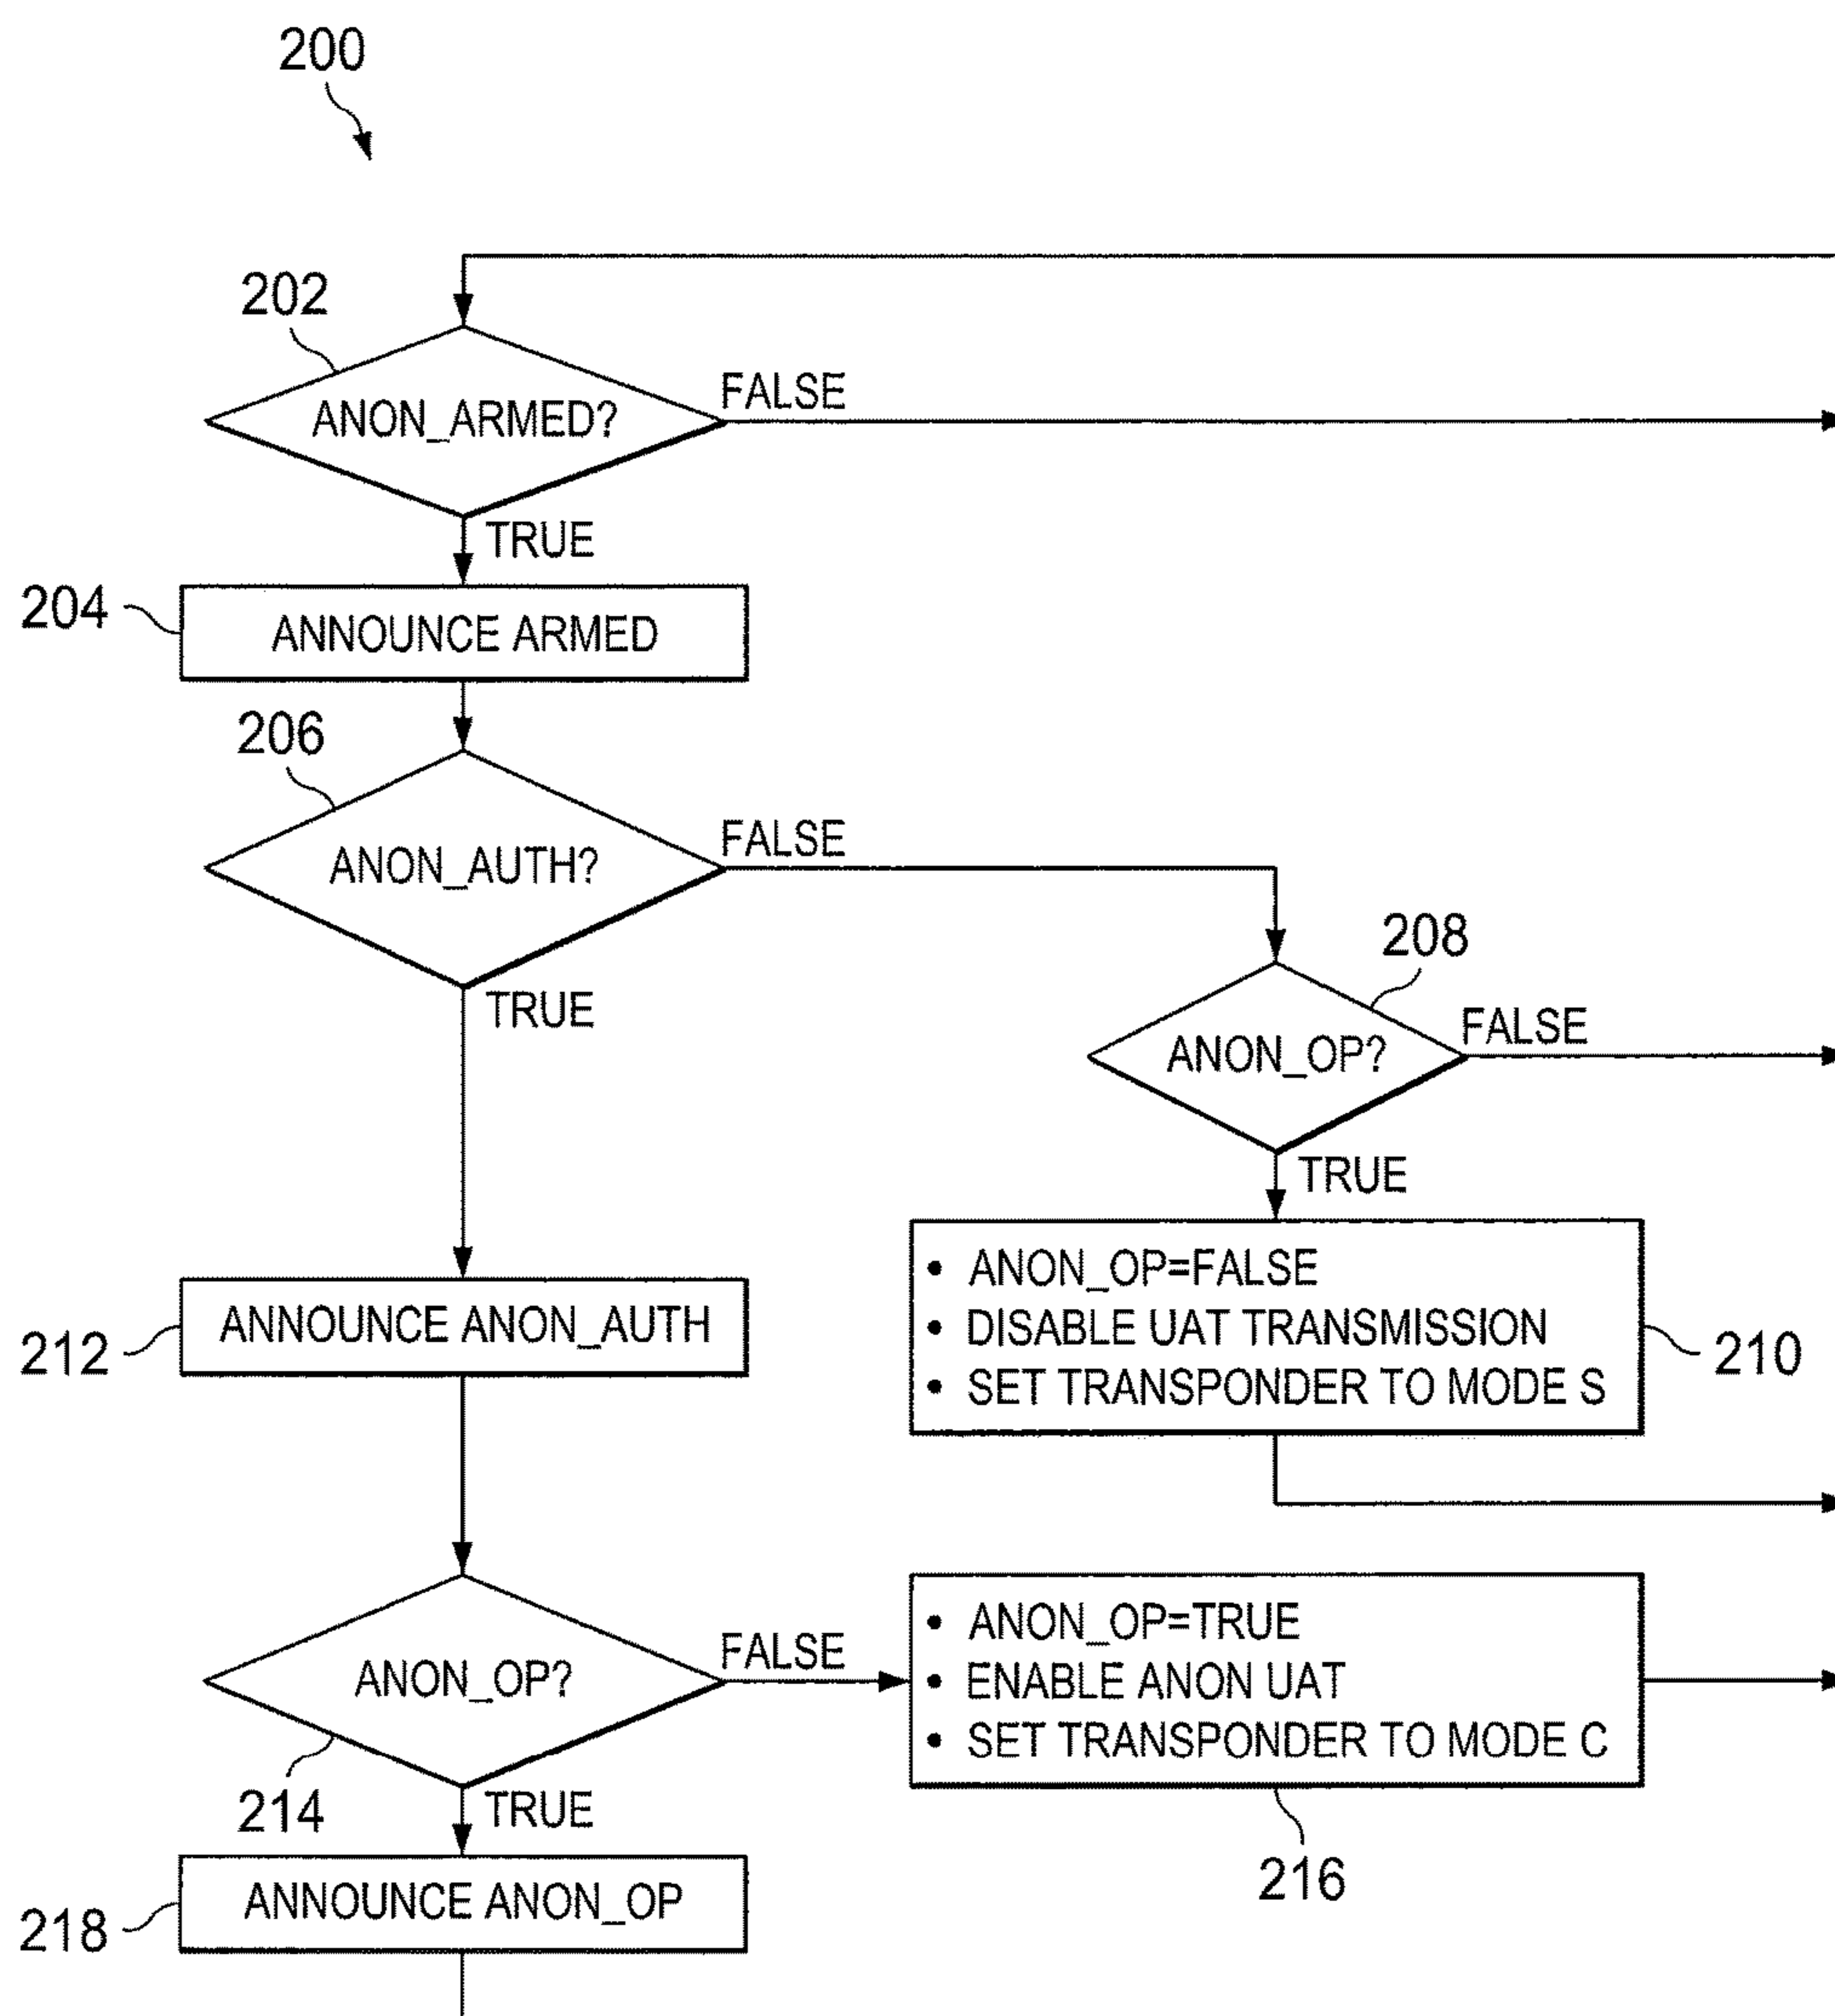 200
202
ANON_ARMED?
FALSE
TRUE
204
ANNOUNCE ARMED
206
ANON_AUTH?
FALSE
TRUE
208
ANON_OP?
FALSE
TRUE
• ANON_OP=FALSE
• DISABLE UAT TRANSMISSION
• SET TRANSPONDER TO MODE S
210
212
ANNOUNCE ANON_AUTH
ANON_OP?
FALSE
214
TRUE
• ANON_OP=TRUE
• ENABLE ANON UAT
• SET TRANSPONDER TO MODE C
216
218
ANNOUNCE ANON_OP